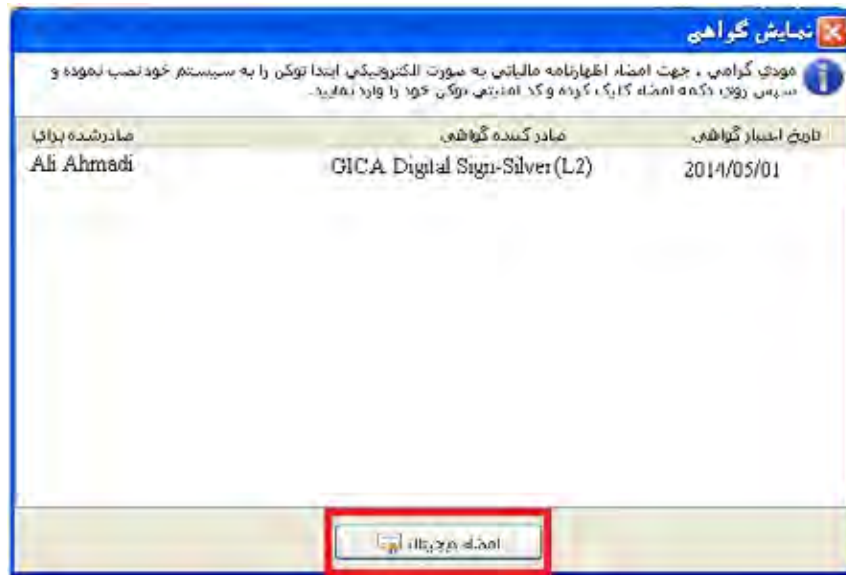 نمایش گواهی
مودی گرامی ، جهت امضاء اظهارنامه مالیاتی به صورت الکترونیکی ابتدا توکن را به سیستم خود نصب نموده و
سپس روی دکمه امضاء کلیک کرده و کد امنیتی توکن خود را وارد نمایید.
تاریخ اعتبار گواهی صادر کننده گواهی صادرشده برای
2014/05/01 GICA Digital Sign-Silver(L2) Ali Ahmadi
امضاء دیجیتال